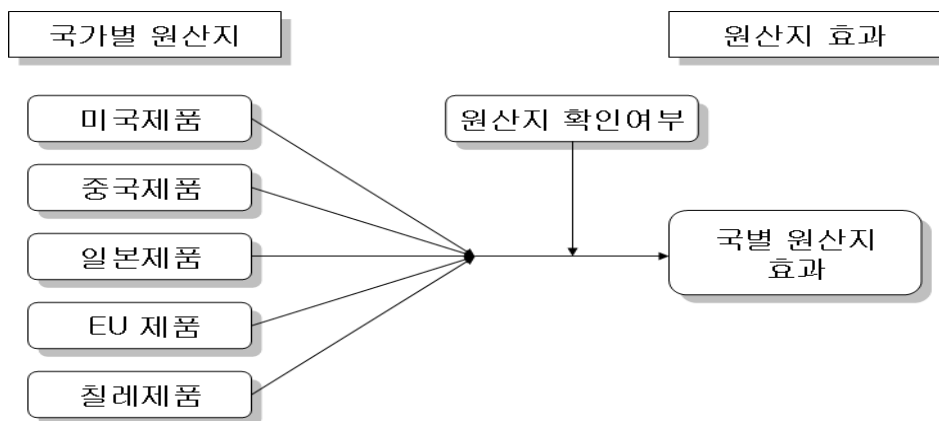 국가별 원산지
원산지 효과
미국제품
원산지 확인여부
중국제품
일본제품
국별 원산지
효과
EU 제품
칠레제품